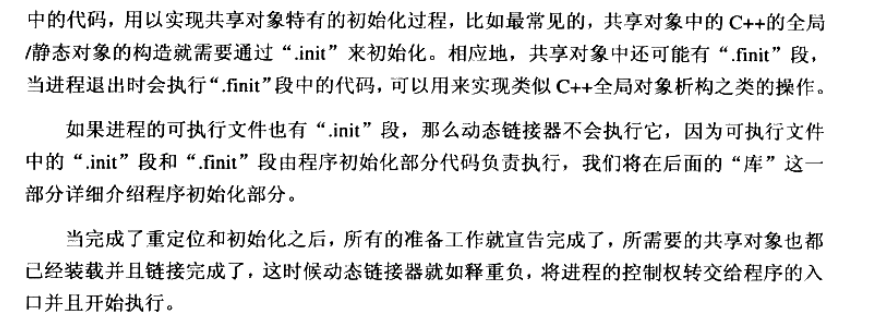 中的代码，用以实现共享对象特有的初始化过程，比如最常见的，共享对象中的 C++的全局
/静态对象的构造就需要通过“.init”来初始化。相应地，共享对象中还可能有“.finit”段，
当进程退出时会执行“.finit”段中的代码，可以用来实现类似 C++全局对象析构之类的操作。
如果进程的可执行文件也有“.init”段，那么动态链接器不会执行它，因为可执行文件
中的“.init”段和“.finit”段由程序初始化部分代码负责执行，我们将在后面的“库”这一
部分详细介绍程序初始化部分。
当完成了重定位和初始化之后，所有的准备工作就宣告完成了，所需要的共享对象也都
已经装载并且链接完成了，这时候动态链接器就如释重负，将进程的控制权转交给程序的入
口并且开始执行。